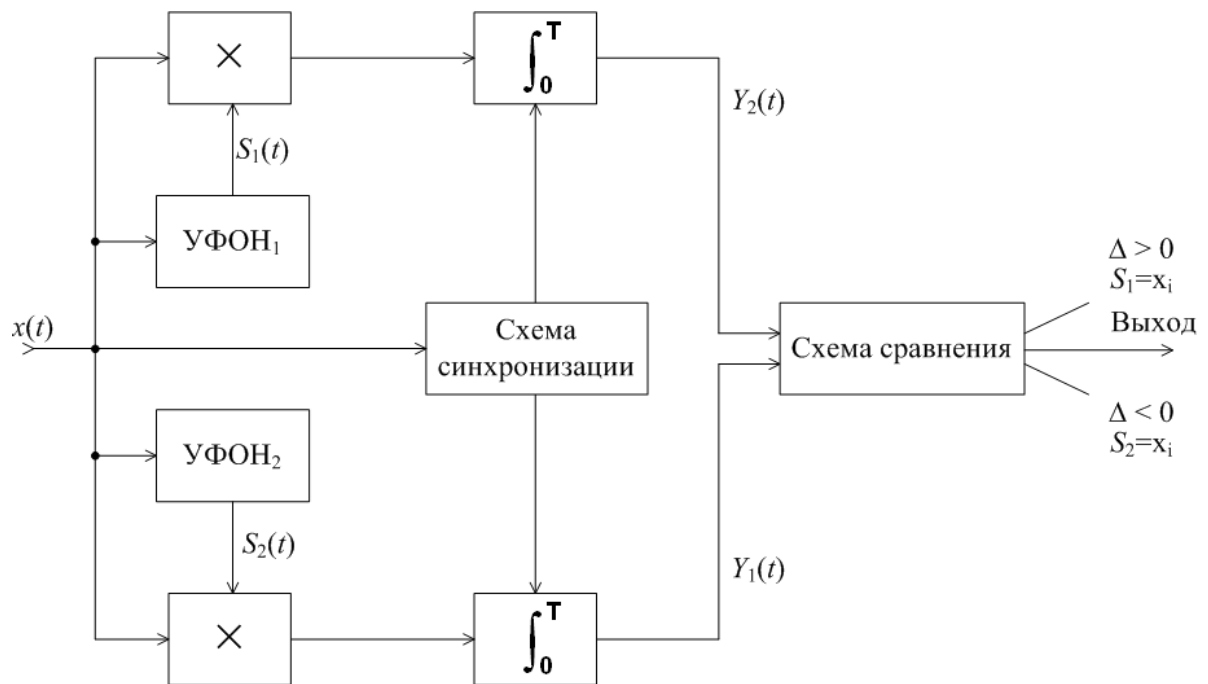 ×
∫₀ᵀ
Y₂(t)
S₁(t)
УФОН₁
Δ > 0
S₁=xᵢ
x(t)
Схема
синхронизации
Схема сравнения
Выход
УФОН₂
Δ < 0
S₂=xᵢ
S₂(t)
Y₁(t)
×
∫₀ᵀ